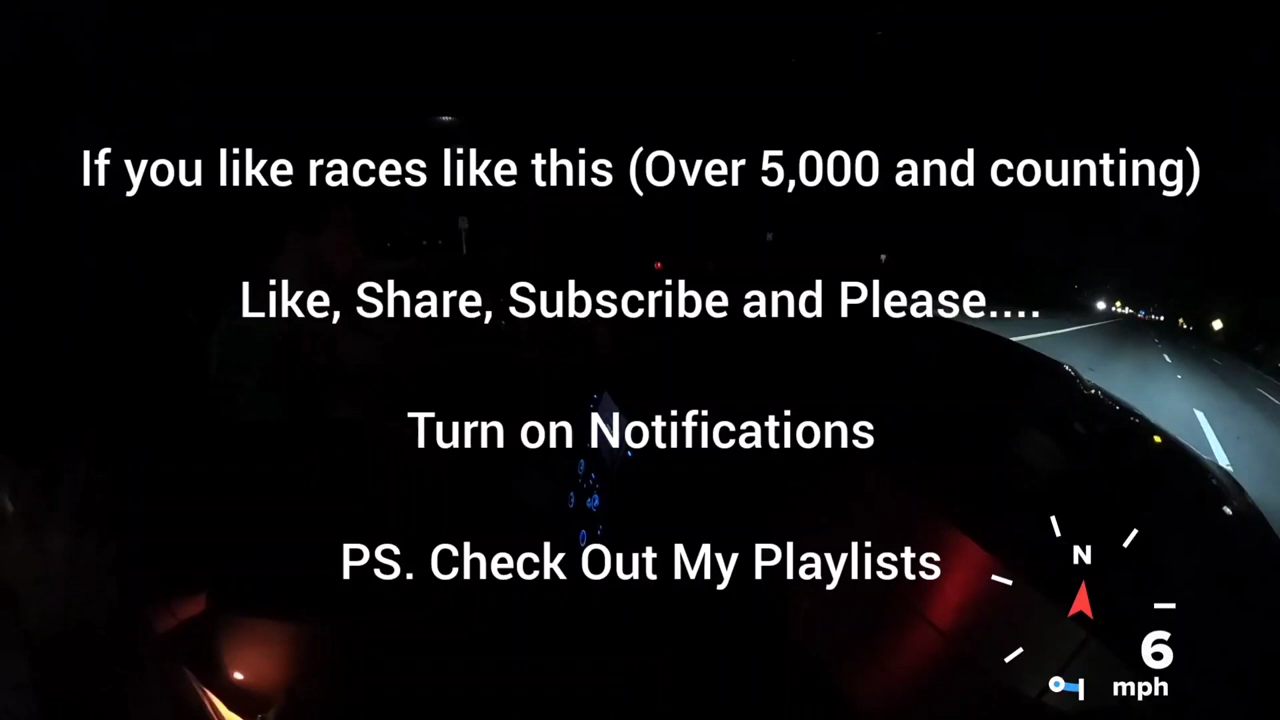 If you like races like this (Over 5,000 and counting)
Like, Share, Subscribe and Please....
Turn on Notifications
PS. Check Out My Playlists
N
6
mph